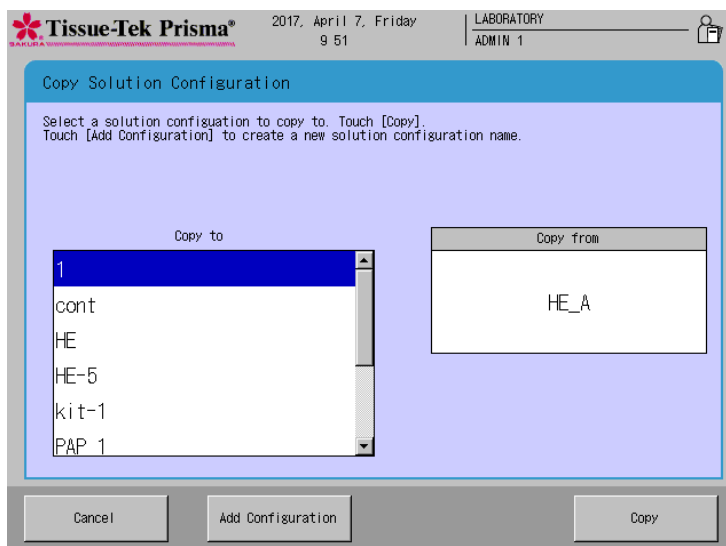 Tissue-Tek Prisma®
SAKURA
2017, April 7, Friday
9 51
LABORATORY
ADMIN 1
Copy Solution Configuration
Select a solution configuation to copy to. Touch [Copy].
Touch [Add Configuration] to create a new solution configuration name.
Copy to
1
cont
HE
HE-5
kit-1
PAP 1
Copy from
HE_A
Cancel
Add Configuration
Copy